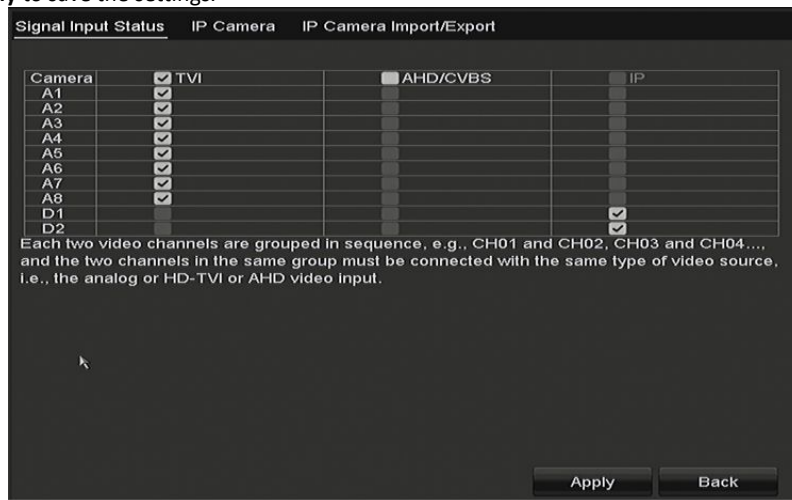 to save the settings.
Signal Input Status IP Camera IP Camera Import/Export
Camera TVI AHD/CVBS IP
A1
A2
A3
A4
A5
A6
A7
A8
D1
D2
Each two video channels are grouped in sequence, e.g., CH01 and CH02, CH03 and CH04...,
and the two channels in the same group must be connected with the same type of video source,
i.e., the analog or HD-TVI or AHD video input.
Apply Back